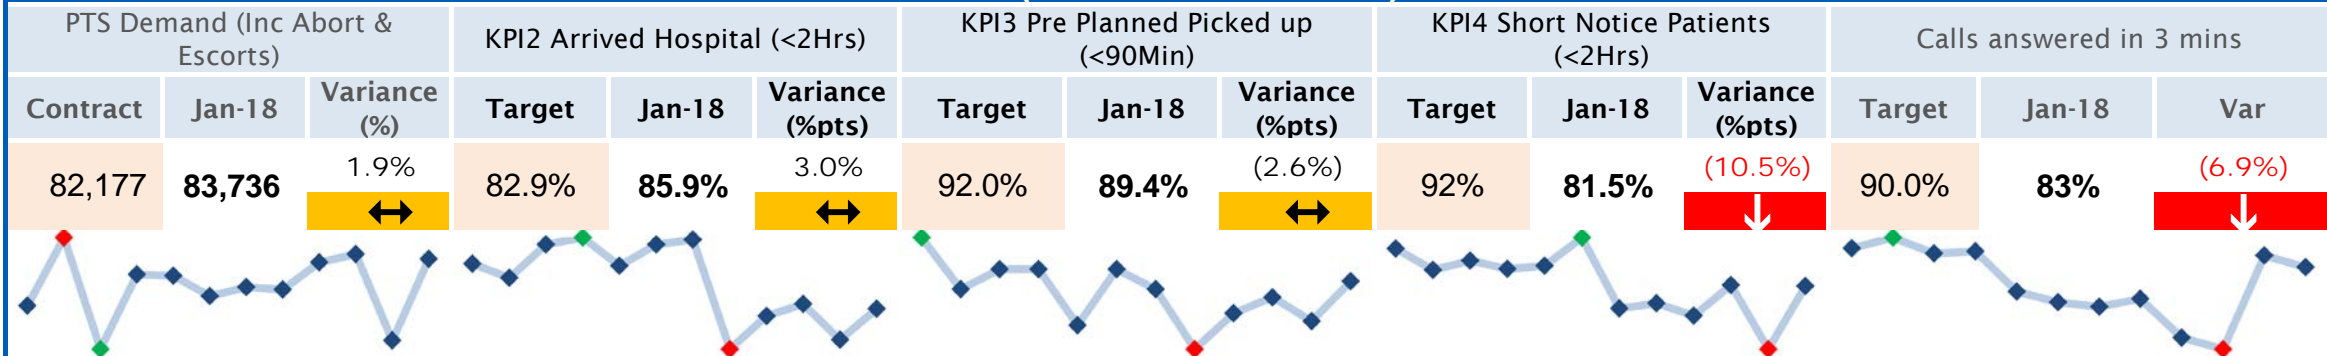 PTS Demand (Inc Abort &
Escorts)
KPI2 Arrived Hospital (<2Hrs)
KPI3 Pre Planned Picked up
(<90Min)
KPI4 Short Notice Patients
(<2Hrs)
Calls answered in 3 mins
Contract
Jan-18
Variance
(%)
Target
Jan-18
Variance
(%pts)
Target
Jan-18
Variance
(%pts)
Target
Jan-18
Variance
(%pts)
Target
Jan-18
Var
82,177
83,736
1.9%
82.9%
85.9%
3.0%
92.0%
89.4%
(2.6%)
92%
81.5%
(10.5%)
90.0%
83%
(6.9%)